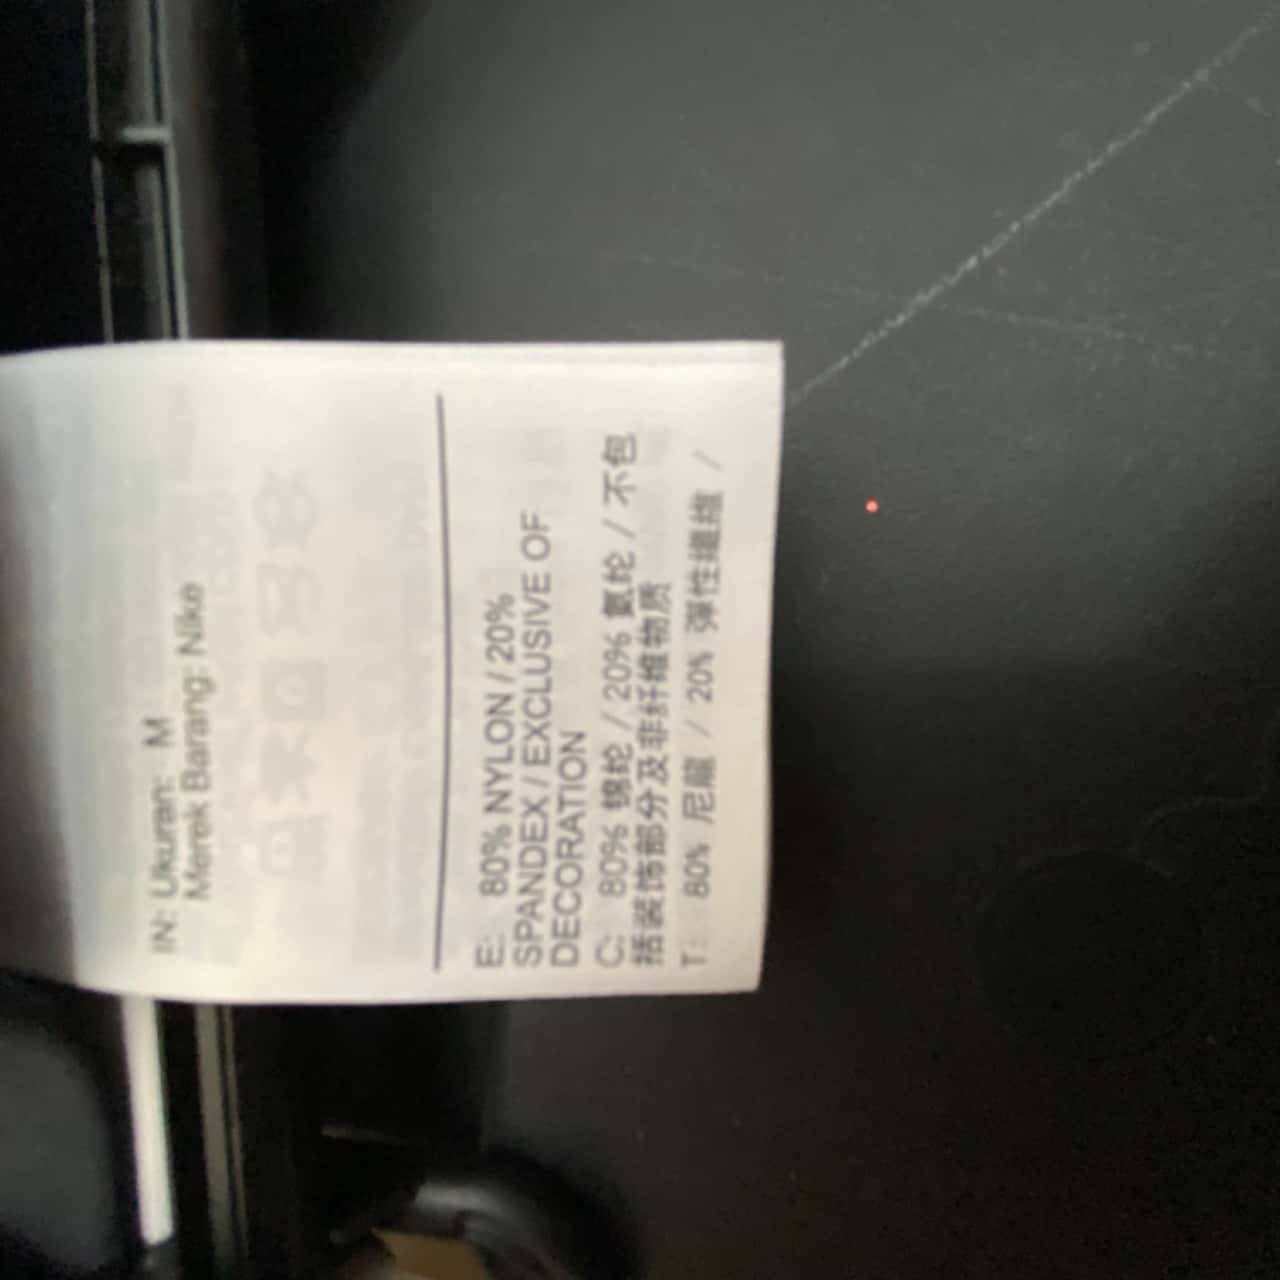 IN: Ukuran: M
Merek Barang: Nike
E: 80% NYLON / 20%
SPANDEX / EXCLUSIVE OF
DECORATION
C: 80% 锦纶 / 20% 氨纶 / 不包
括装饰部分及非纤维物质
T: 80% 尼龍 / 20% 彈性纖維 /